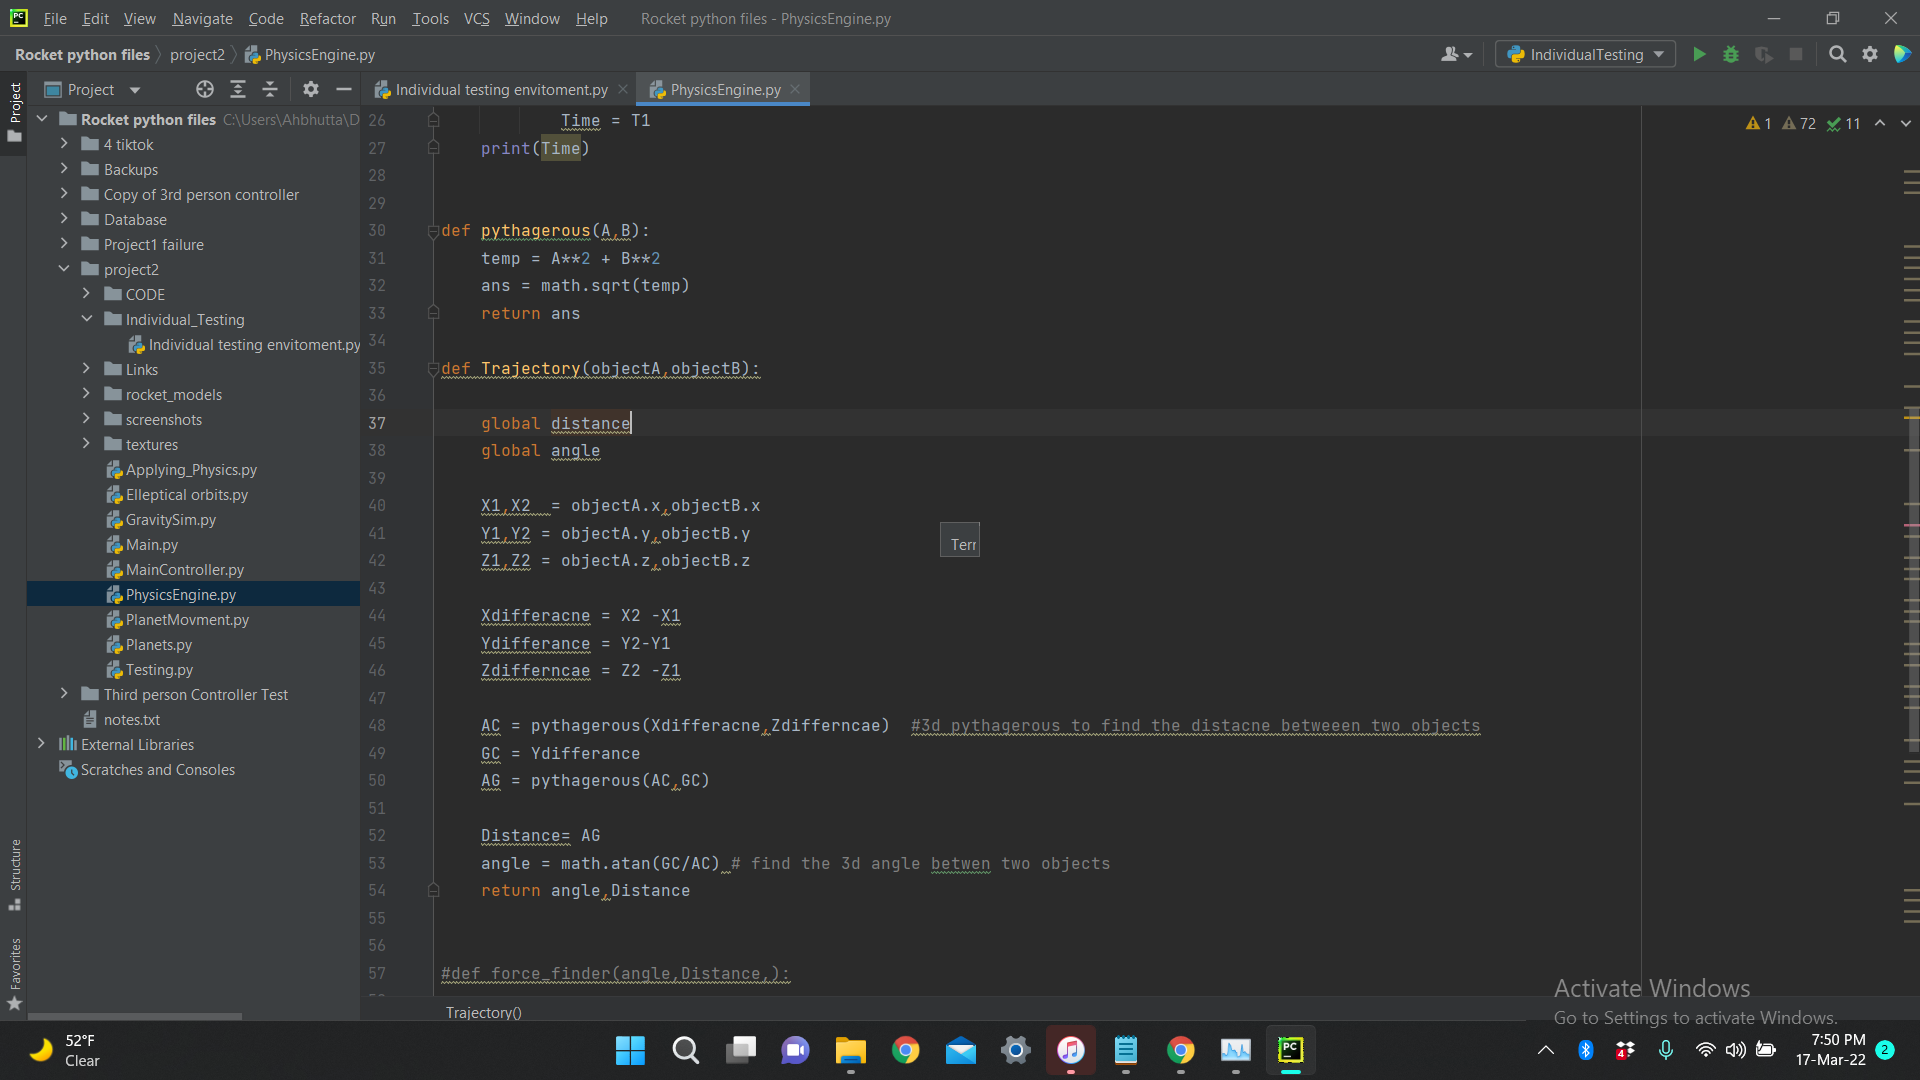 File Edit View Navigate Code Refactor Run Tools VCS Window Help Rocket python files - PhysicsEngine.py
Rocket python files project2 PhysicsEngine.py IndividualTesting
Project Individual testing envitoment.py PhysicsEngine.py
Project
Rocket python files C:\Users\Ahbhutta\D
4 tiktok
Backups
Copy of 3rd person controller
Database
Project1 failure
project2
CODE
Individual_Testing
Individual testing envitoment.py
Links
rocket_models
screenshots
textures
Applying_Physics.py
Elleptical orbits.py
GravitySim.py
Main.py
MainController.py
PhysicsEngine.py
PlanetMovment.py
Planets.py
Testing.py
Third person Controller Test
notes.txt
External Libraries
Scratches and Consoles
Structure
Favorites
1 72 11
26 Time = T1
27 print(Time)
28
29
30 def pythagerous(A,B):
31 temp = A**2 + B**2
32 ans = math.sqrt(temp)
33 return ans
34
35 def Trajectory(objectA,objectB):
36
37 global distance
38 global angle
39
40 X1,X2  = objectA.x,objectB.x
41 Y1,Y2 = objectA.y,objectB.y
42 Z1,Z2 = objectA.z,objectB.z
43
44 Xdifferacne = X2 -X1
45 Ydifferance = Y2-Y1
46 Zdifferncae = Z2 -Z1
47
48 AC = pythagerous(Xdifferacne,Zdifferncae)  #3d pythagerous to find the distacne betweeen two objects
49 GC = Ydifferance
50 AG = pythagerous(AC,GC)
51
52 Distance= AG
53 angle = math.atan(GC/AC) # find the 3d angle betwen two objects
54 return angle,Distance
55
56
57 #def force_finder(angle,Distance,):
Trajectory()
Activate Windows
Go to Settings to activate Windows.
52°F
Clear
PC
4
7:50 PM
17-Mar-22
2